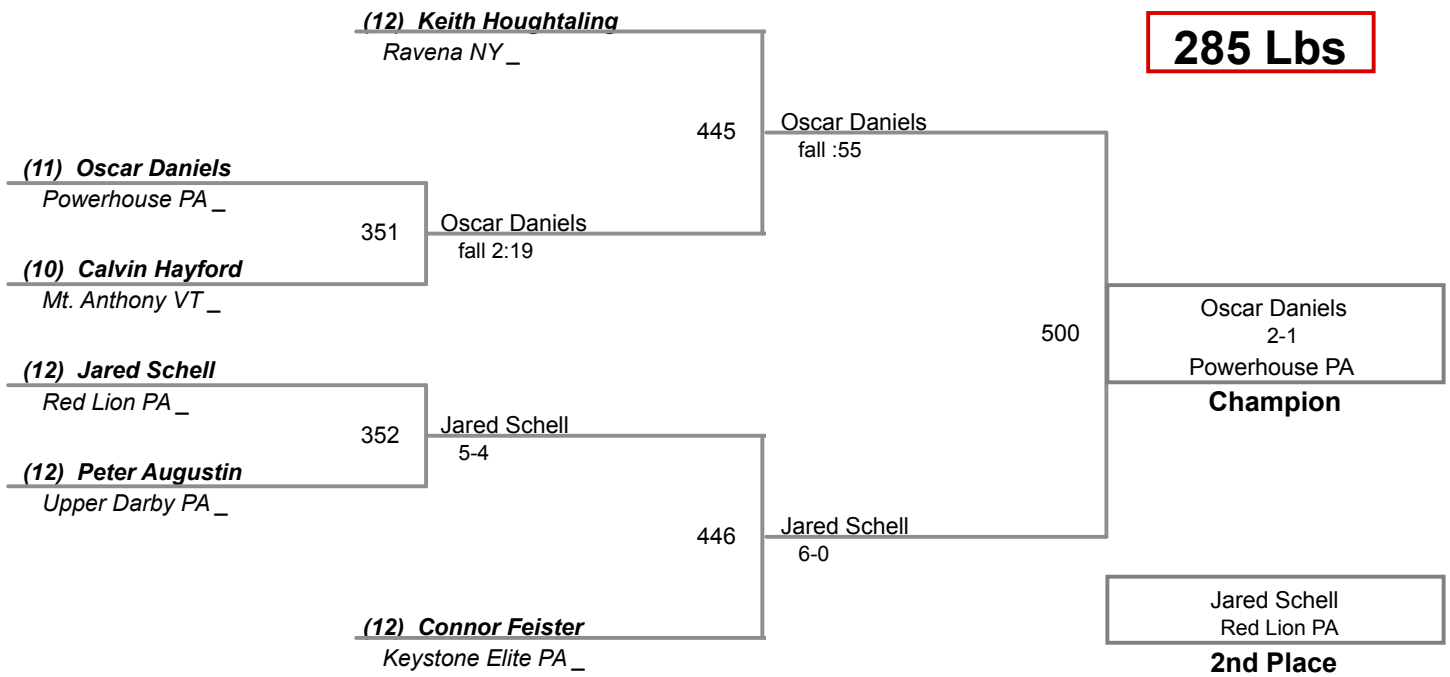 (12) Keith Houghtaling
Ravena NY _
285 Lbs
445
Oscar Daniels
fall :55
(11) Oscar Daniels
Powerhouse PA _
351
Oscar Daniels
fall 2:19
(10) Calvin Hayford
Mt. Anthony VT _
500
Oscar Daniels
2-1
Powerhouse PA
Champion
(12) Jared Schell
Red Lion PA _
352
Jared Schell
5-4
(12) Peter Augustin
Upper Darby PA _
446
Jared Schell
6-0
(12) Connor Feister
Keystone Elite PA _
Jared Schell
Red Lion PA
2nd Place